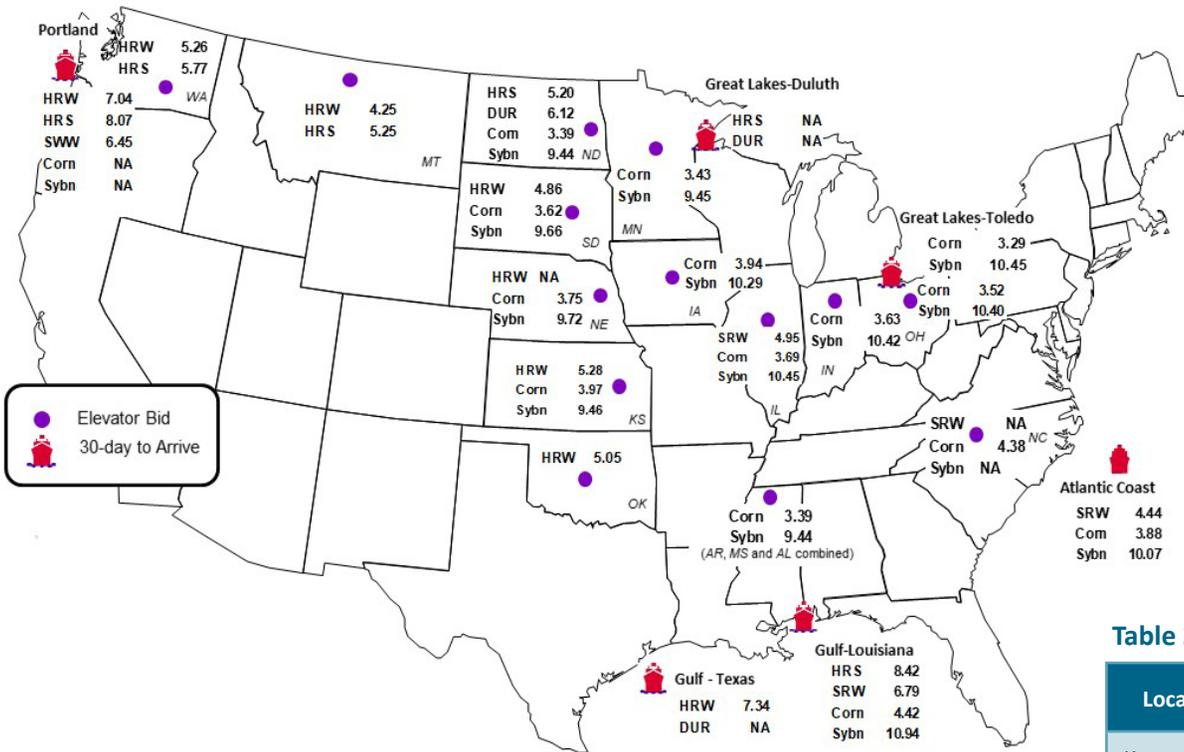 Portland
HRW 7.04
HRS 8.07
SWW 6.45
Corn NA
Sybn NA
HRW 5.26
HRS 5.77
WA
HRW 4.25
HRS 5.25
MT
HRS 5.20
DUR 6.12
Corn 3.39
Sybn 9.44 ND
HRW 4.86
Corn 3.62
Sybn 9.66
SD
HRW NA
Corn 3.75
Sybn 9.72 NE
HRW 5.28
Corn 3.97
Sybn 9.46
KS
HRW 5.05
OK
Corn 3.43
Sybn 9.45
MN
Great Lakes-Duluth
HRS NA
DUR NA
Corn 3.94
Sybn 10.29
IA
SRW 4.95
Corn 3.69
Sybn 10.45
IL
Corn 3.63
Sybn 10.42
IN
Great Lakes-Toledo
Corn 3.29
Sybn 10.45
Corn 3.52
Sybn 10.40
OH
SRW NA
Corn 4.38 NC
Sybn NA
Atlantic Coast
SRW 4.44
Corn 3.88
Sybn 10.07
Corn 3.39
Sybn 9.44
(AR, MS and AL combined)
Gulf - Texas
HRW 7.34
DUR NA
Gulf-Louisiana
HRS 8.42
SRW 6.79
Corn 4.42
Sybn 10.94
Elevator Bid
30-day to Arrive
Table
Loca